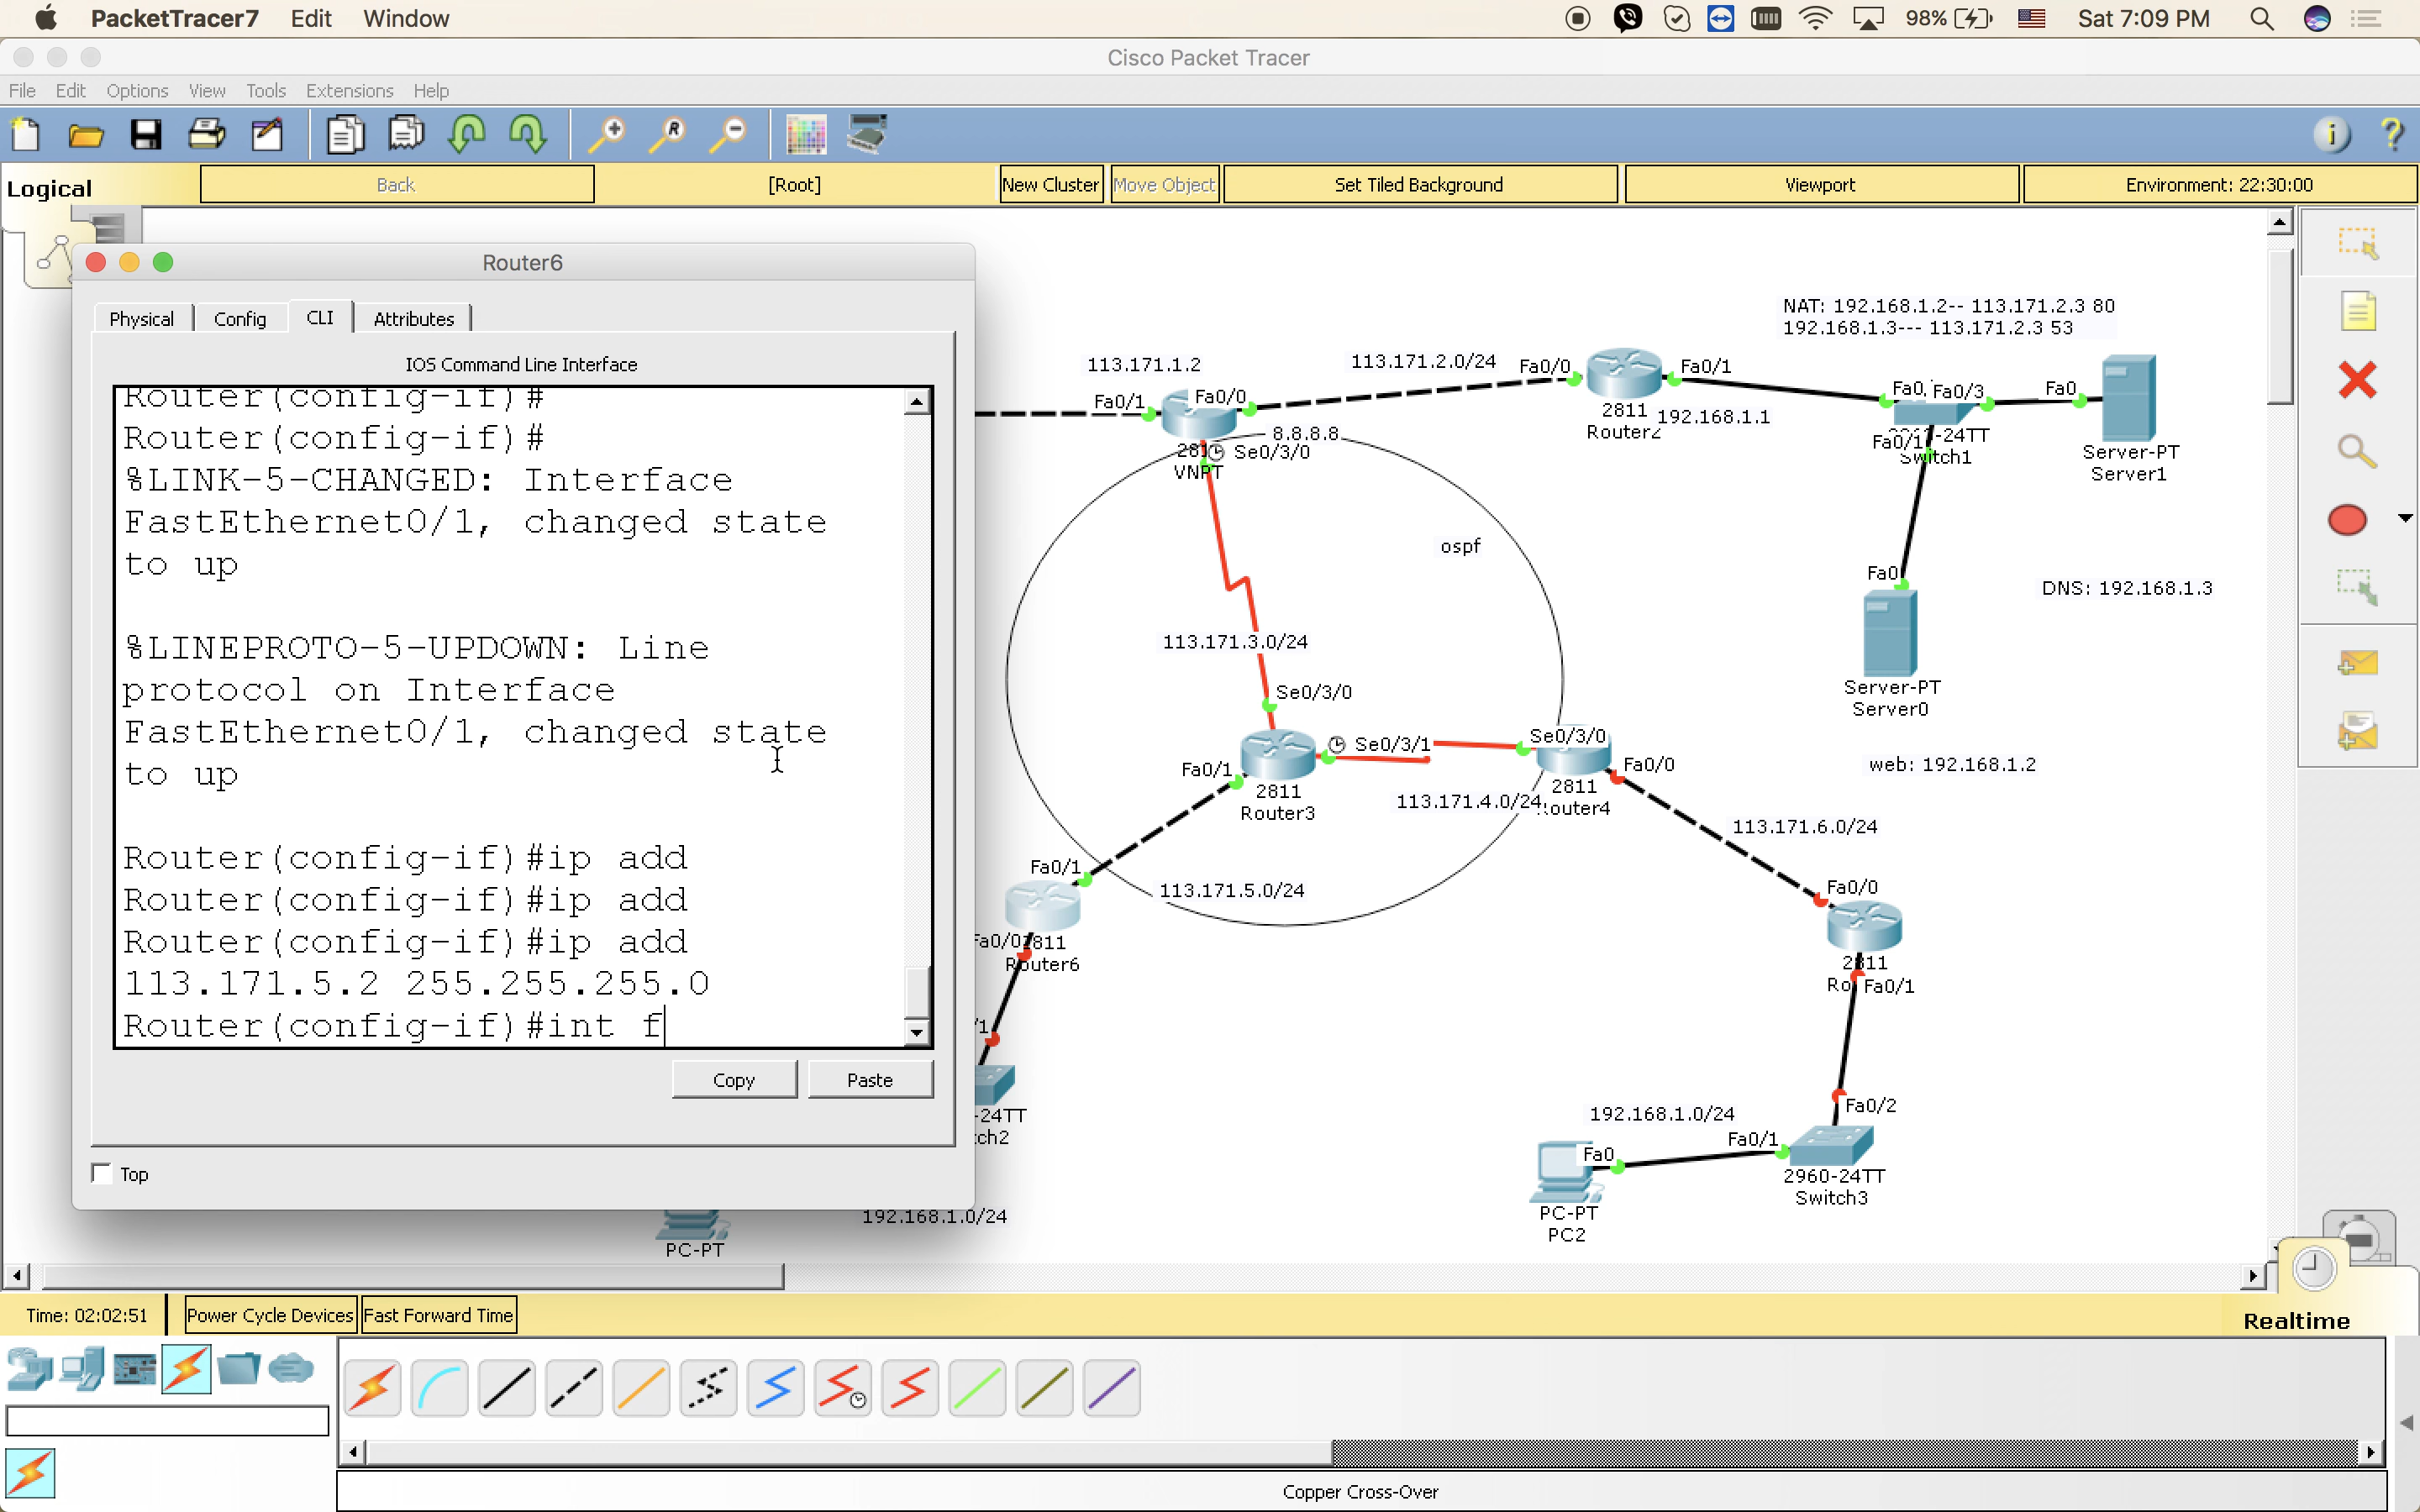 PacketTracer7 Edit Window 98% Sat 7:09 PM
Cisco Packet Tracer
File Edit Options View Tools Extensions Help
R i ?
Logical Back [Root] New Cluster Move Object Set Tiled Background Viewport Environment: 22:30:00
Router6
Physical Config CLI Attributes
IOS Command Line Interface
Router(config-if)#
Router(config-if)#
%LINK-5-CHANGED: Interface
FastEthernet0/1, changed state
to up
%LINEPROTO-5-UPDOWN: Line
protocol on Interface
FastEthernet0/1, changed state
to up
Router(config-if)#ip add
Router(config-if)#ip add
Router(config-if)#ip add
113.171.5.2 255.255.255.0
Router(config-if)#int f
Copy Paste
Top
NAT: 192.168.1.2-- 113.171.2.3 80
192.168.1.3--- 113.171.2.3 53
113.171.1.2
113.171.2.0/24
Fa0/0
Fa0/1
Fa0/1
Fa0/0
2811
Router2
192.168.1.1
Fa0/3
Fa0
-24TT
Fa0/1
Switch1
Server-PT
Server1
8.8.8.8
Se0/3/0
VNPT
ospf
Fa0
DNS: 192.168.1.3
Server-PT
Server0
web: 192.168.1.2
113.171.3.0/24
Se0/3/0
Se0/3/1
Se0/3/0
Fa0/1
2811
Router3
Fa0/0
2811
outer4
113.171.4.0/24
113.171.6.0/24
Fa0/1
113.171.5.0/24
Fa0/0
Fa0/0
2811
Router6
2811
Ro
Fa0/1
-24TT
ch2
Fa0/2
192.168.1.0/24
Fa0
Fa0/1
2960-24TT
Switch3
PC-PT
PC2
192.168.1.0/24
PC-PT
Time: 02:02:51 Power Cycle Devices Fast Forward Time
Realtime
Copper Cross-Over